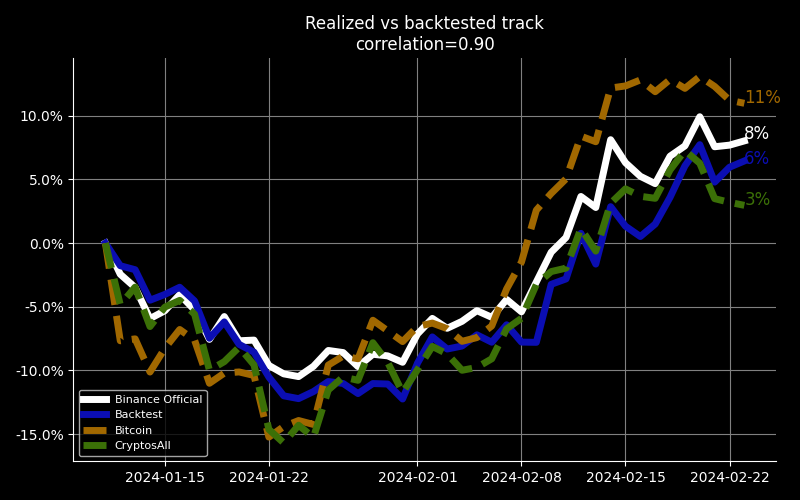 Realized vs backtested track
correlation=0.90
10.0%
5.0%
0.0%
-5.0%
-10.0%
-15.0%
11%
8%
6%
3%
Binance Official
Backtest
Bitcoin
CryptosAll
2024-01-15
2024-01-22
2024-02-01
2024-02-08
2024-02-15
2024-02-22